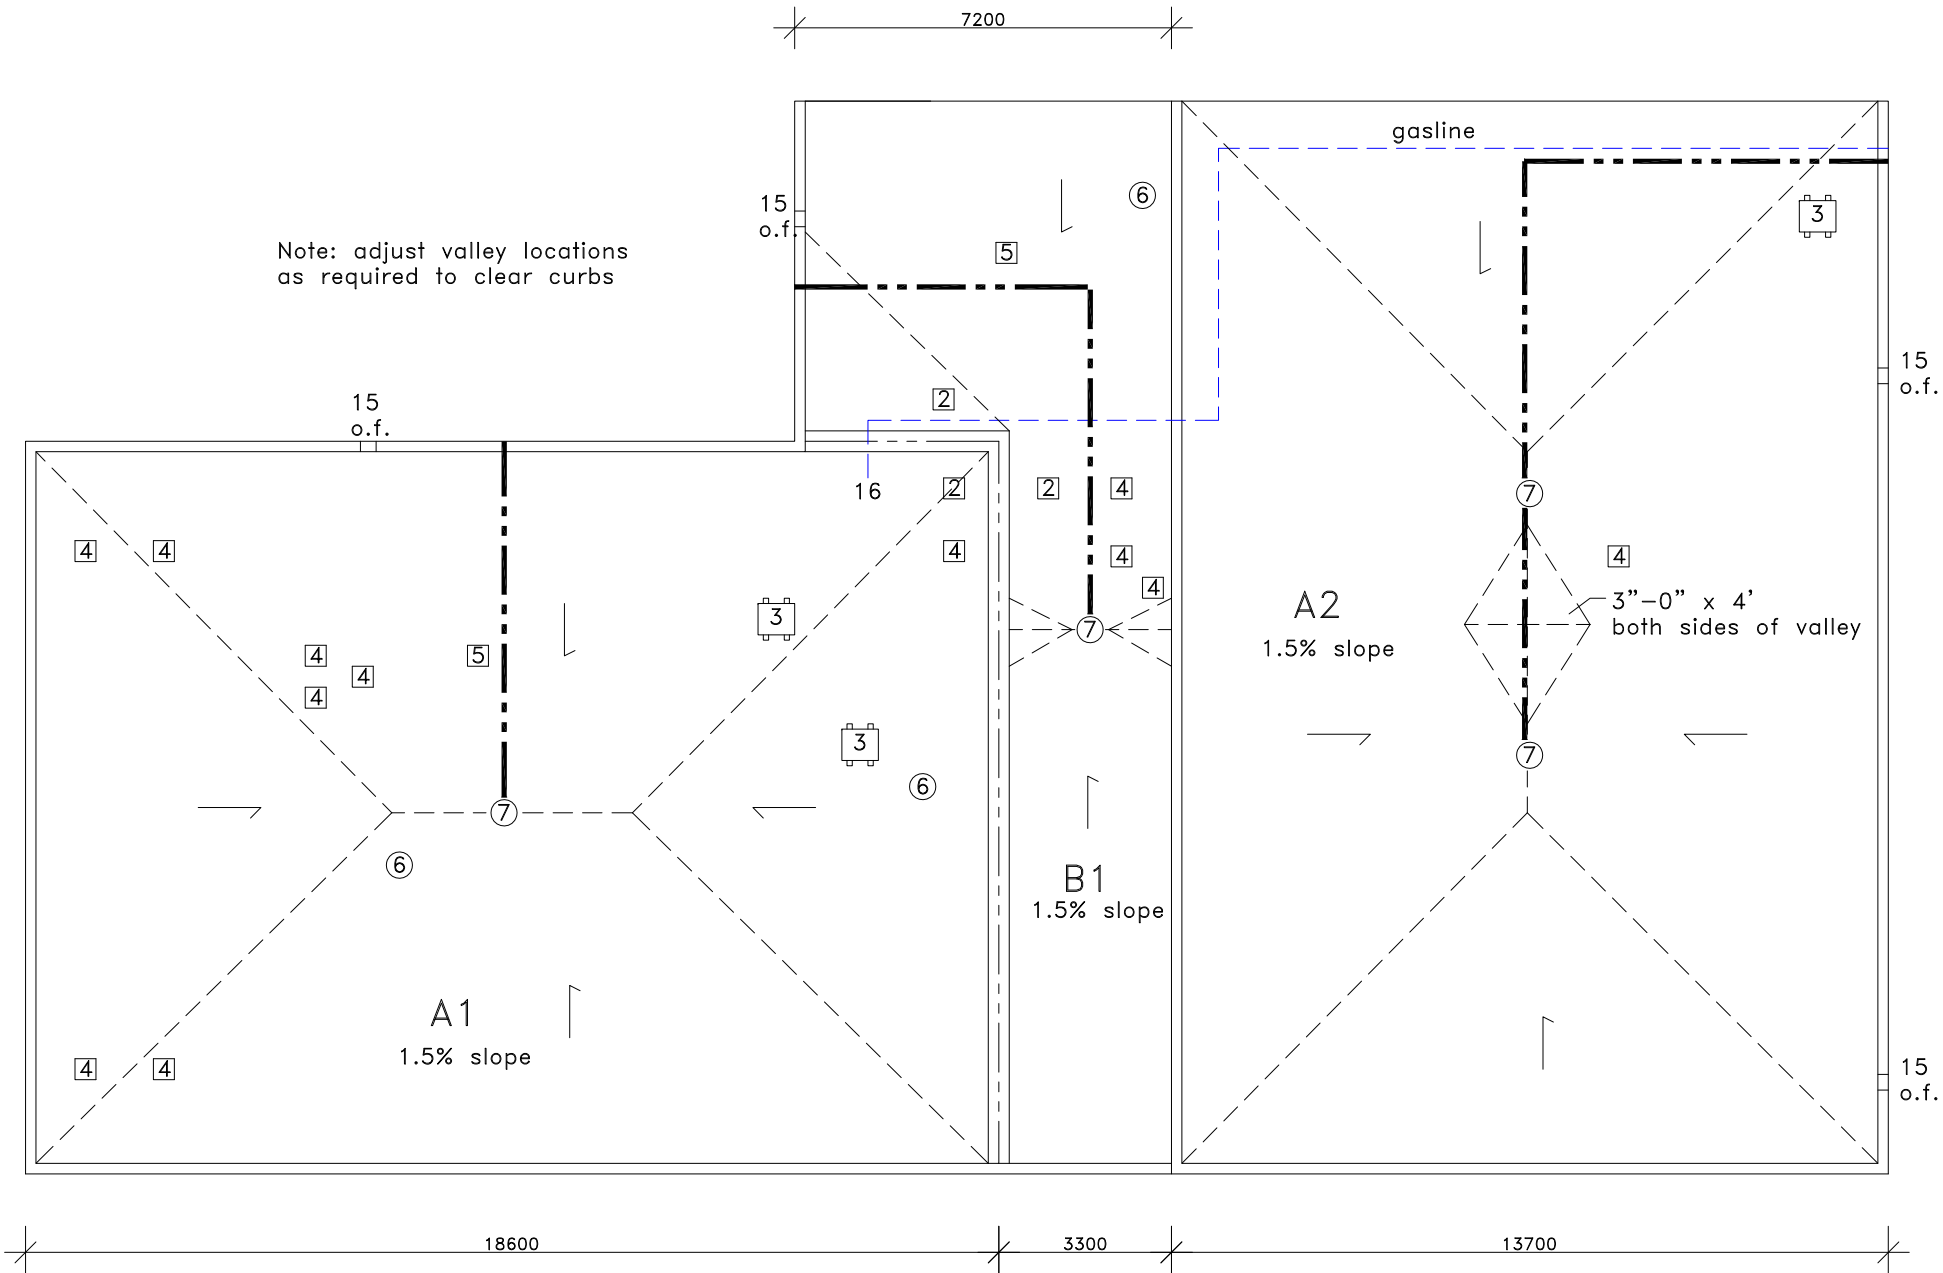 7200
gasline
15
o.f.
6
3
Note: adjust valley locations
as required to clear curbs
5
15
o.f.
15
o.f.
2
16
2
2
4
7
4
4
4
4
4
4
3”-0” x 4’
both sides of valley
A2
1.5% slope
4
3
7
4
5
4
4
3
7
7
6
6
B1
1.5% slope
A1
1.5% slope
4
4
15
o.f.
18600
3300
13700